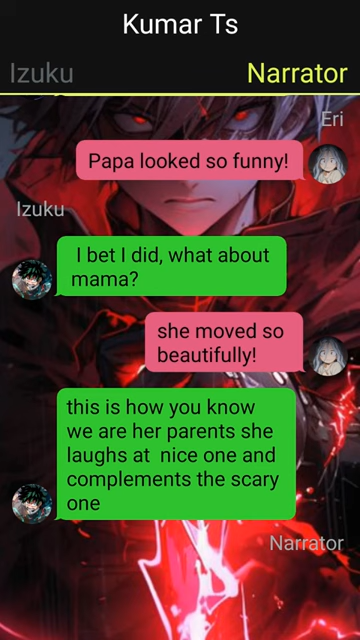 Kumar Ts
Izuku
Narrator
Eri
Papa looked so funny!
Izuku
I bet I did, what about
mama?
she moved so
beautifully!
this is how you know
we are her parents she
laughs at nice one and
complements the scary
one
Narrator